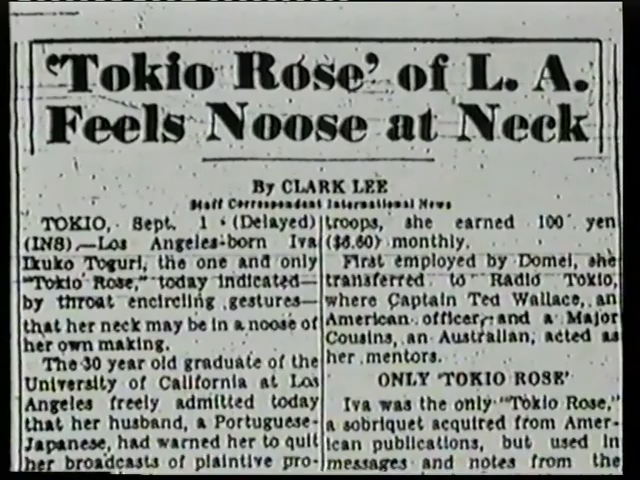 'Tokio Rose' of L. A.
Feels Noose at Neck
By CLARK LEE
Staff Correspondent International News
TOKIO, Sept. 1 (Delayed)
(INS).—Los Angeles-born Iva
Ikuko Toguri, the one and only
"Tokio Rose," today indicated—
by throat encircling gestures—
that her neck may be in a noose of
her own making.
The 30 year old graduate of the
University of California at Los
Angeles freely admitted today
that her husband, a Portuguese-
Japanese, had warned her to quit
her broadcasts of plaintive pro-
troops, she earned 100 yen
($6.60) monthly.
First employed by Domei, she
transferred to Radio Tokio,
where Captain Ted Wallace, an
American officer, and a Major
Cousins, an Australian, acted as
her mentors.
ONLY 'TOKIO ROSE'
Iva was the only "Tokio Rose,"
a sobriquet acquired from Amer-
ican publications, but used in
messages and notes from the